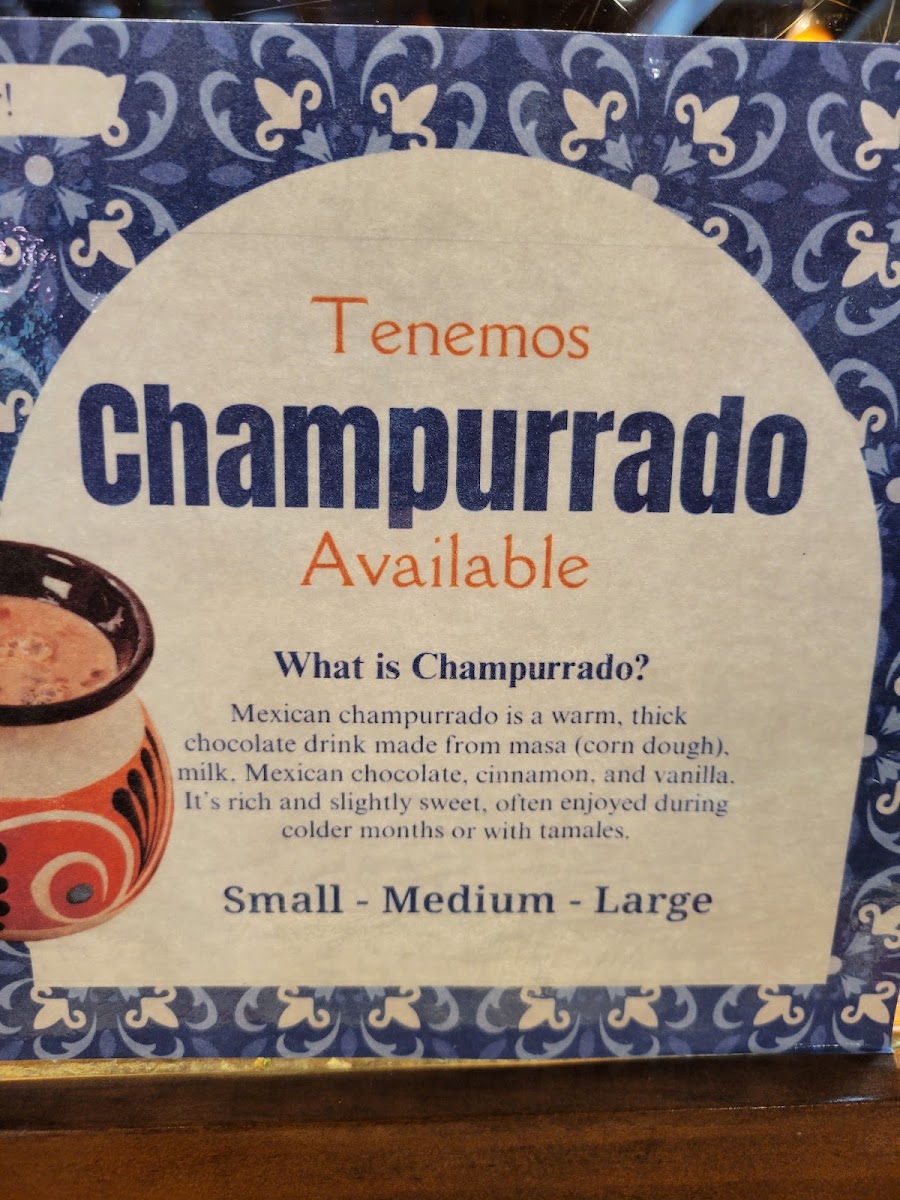 Tenemos
Champurrado
Available
What is Champurrado?
Mexican champurrado is a warm, thick
chocolate drink made from masa (corn dough),
milk, Mexican chocolate, cinnamon, and vanilla.
It's rich and slightly sweet, often enjoyed during
colder months or with tamales.
Small - Medium - Large